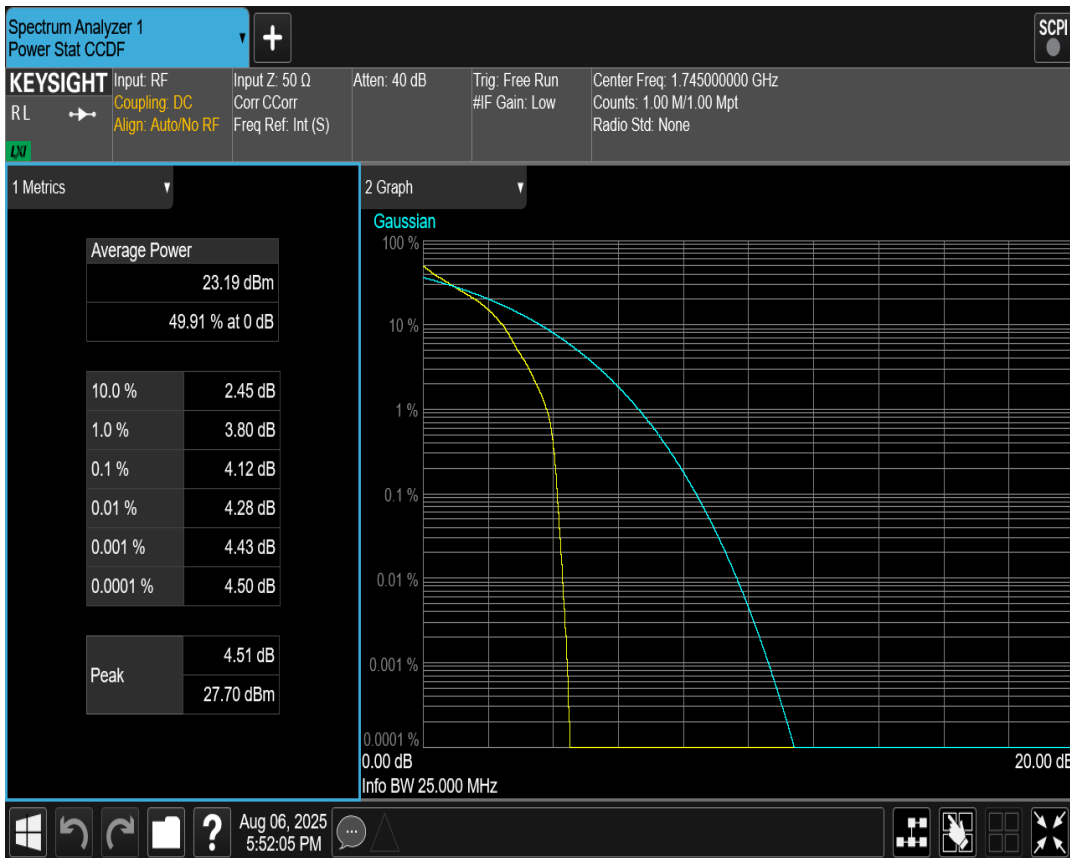 Spectrum Analyzer 1
Power Stat CCDF
SCPI
KEYSIGHT
RL
LXI
Input: RF
Coupling: DC
Align: Auto/No RF
Input Z: 50 Ω
Corr CCorr
Freq Ref: Int (S)
Atten: 40 dB
Trig: Free Run
#IF Gain: Low
Center Freq: 1.745000000 GHz
Counts: 1.00 M/1.00 Mpt
Radio Std: None
1 Metrics
Average Power
23.19 dBm
49.91 % at 0 dB
10.0 % 2.45 dB
1.0 % 3.80 dB
0.1 % 4.12 dB
0.01 % 4.28 dB
0.001 % 4.43 dB
0.0001 % 4.50 dB
Peak
4.51 dB
27.70 dBm
2 Graph
Gaussian
100 %
10 %
1 %
0.1 %
0.01 %
0.001 %
0.0001 %
0.00 dB 20.00 dB
Info BW 25.000 MHz
?
Aug 06, 2025
5:52:05 PM